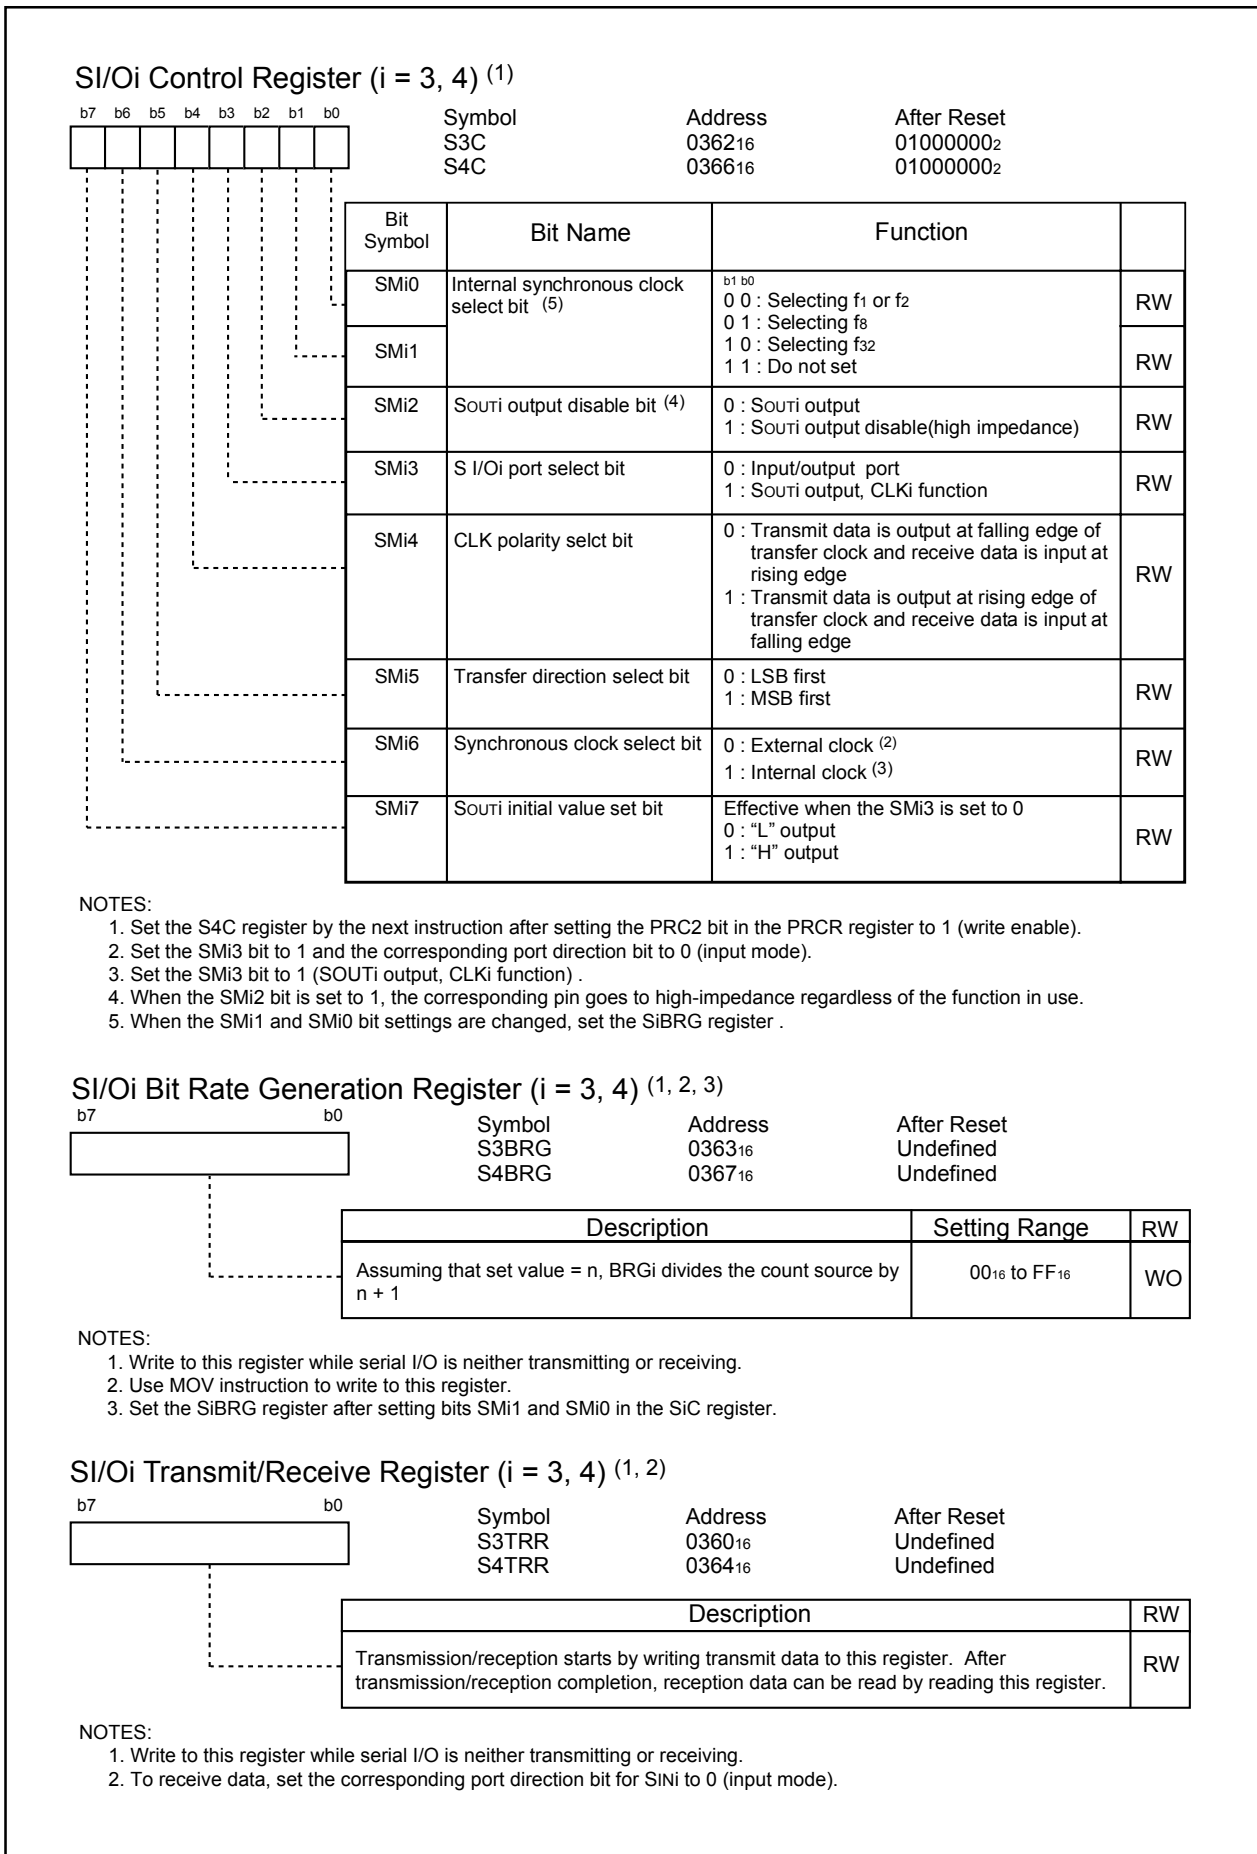 SI/Oi Control Register (i = 3, 4) (1)
b7 b6 b5 b4 b3 b2 b1 b0
Symbol Address After Reset
S3C 036216 010000002
S4C 036616 010000002
Bit Symbol Bit Name Function
SMi0 Internal synchronous clock select bit (5)
b1 b0
0 0 : Selecting f1 or f2
0 1 : Selecting f8
1 0 : Selecting f32
1 1 : Do not set
RW
SMi1 RW
SMi2 SOUTi output disable bit (4)
0 : SOUTi output
1 : SOUTi output disable(high impedance)
RW
SMi3 S I/Oi port select bit
0 : Input/output port
1 : SOUTi output, CLKi function
RW
SMi4 CLK polarity selct bit
0 : Transmit data is output at falling edge of
transfer clock and receive data is input at
rising edge
1 : Transmit data is output at rising edge of
transfer clock and receive data is input at
falling edge
RW
SMi5 Transfer direction select bit
0 : LSB first
1 : MSB first
RW
SMi6 Synchronous clock select bit
0 : External clock (2)
1 : Internal clock (3)
RW
SMi7 SOUTi initial value set bit
Effective when the SMi3 is set to 0
0 : “L” output
1 : “H” output
RW
NOTES:
1. Set the S4C register by the next instruction after setting the PRC2 bit in the PRCR register to 1 (write enable).
2. Set the SMi3 bit to 1 and the corresponding port direction bit to 0 (input mode).
3. Set the SMi3 bit to 1 (SOUTi output, CLKi function) .
4. When the SMi2 bit is set to 1, the corresponding pin goes to high-impedance regardless of the function in use.
5. When the SMi1 and SMi0 bit settings are changed, set the SiBRG register .
SI/Oi Bit Rate Generation Register (i = 3, 4) (1, 2, 3)
b7 b0
Symbol Address After Reset
S3BRG 036316 Undefined
S4BRG 036716 Undefined
Description Setting Range RW
Assuming that set value = n, BRGi divides the count source by
n + 1
0016 to FF16
WO
NOTES:
1. Write to this register while serial I/O is neither transmitting or receiving.
2. Use MOV instruction to write to this register.
3. Set the SiBRG register after setting bits SMi1 and SMi0 in the SiC register.
SI/Oi Transmit/Receive Register (i = 3, 4) (1, 2)
b7 b0
Symbol Address After Reset
S3TRR 036016 Undefined
S4TRR 036416 Undefined
Description RW
Transmission/reception starts by writing transmit data to this register. After
transmission/reception completion, reception data can be read by reading this register.
RW
NOTES:
1. Write to this register while serial I/O is neither transmitting or receiving.
2. To receive data, set the corresponding port direction bit for SINi to 0 (input mode).